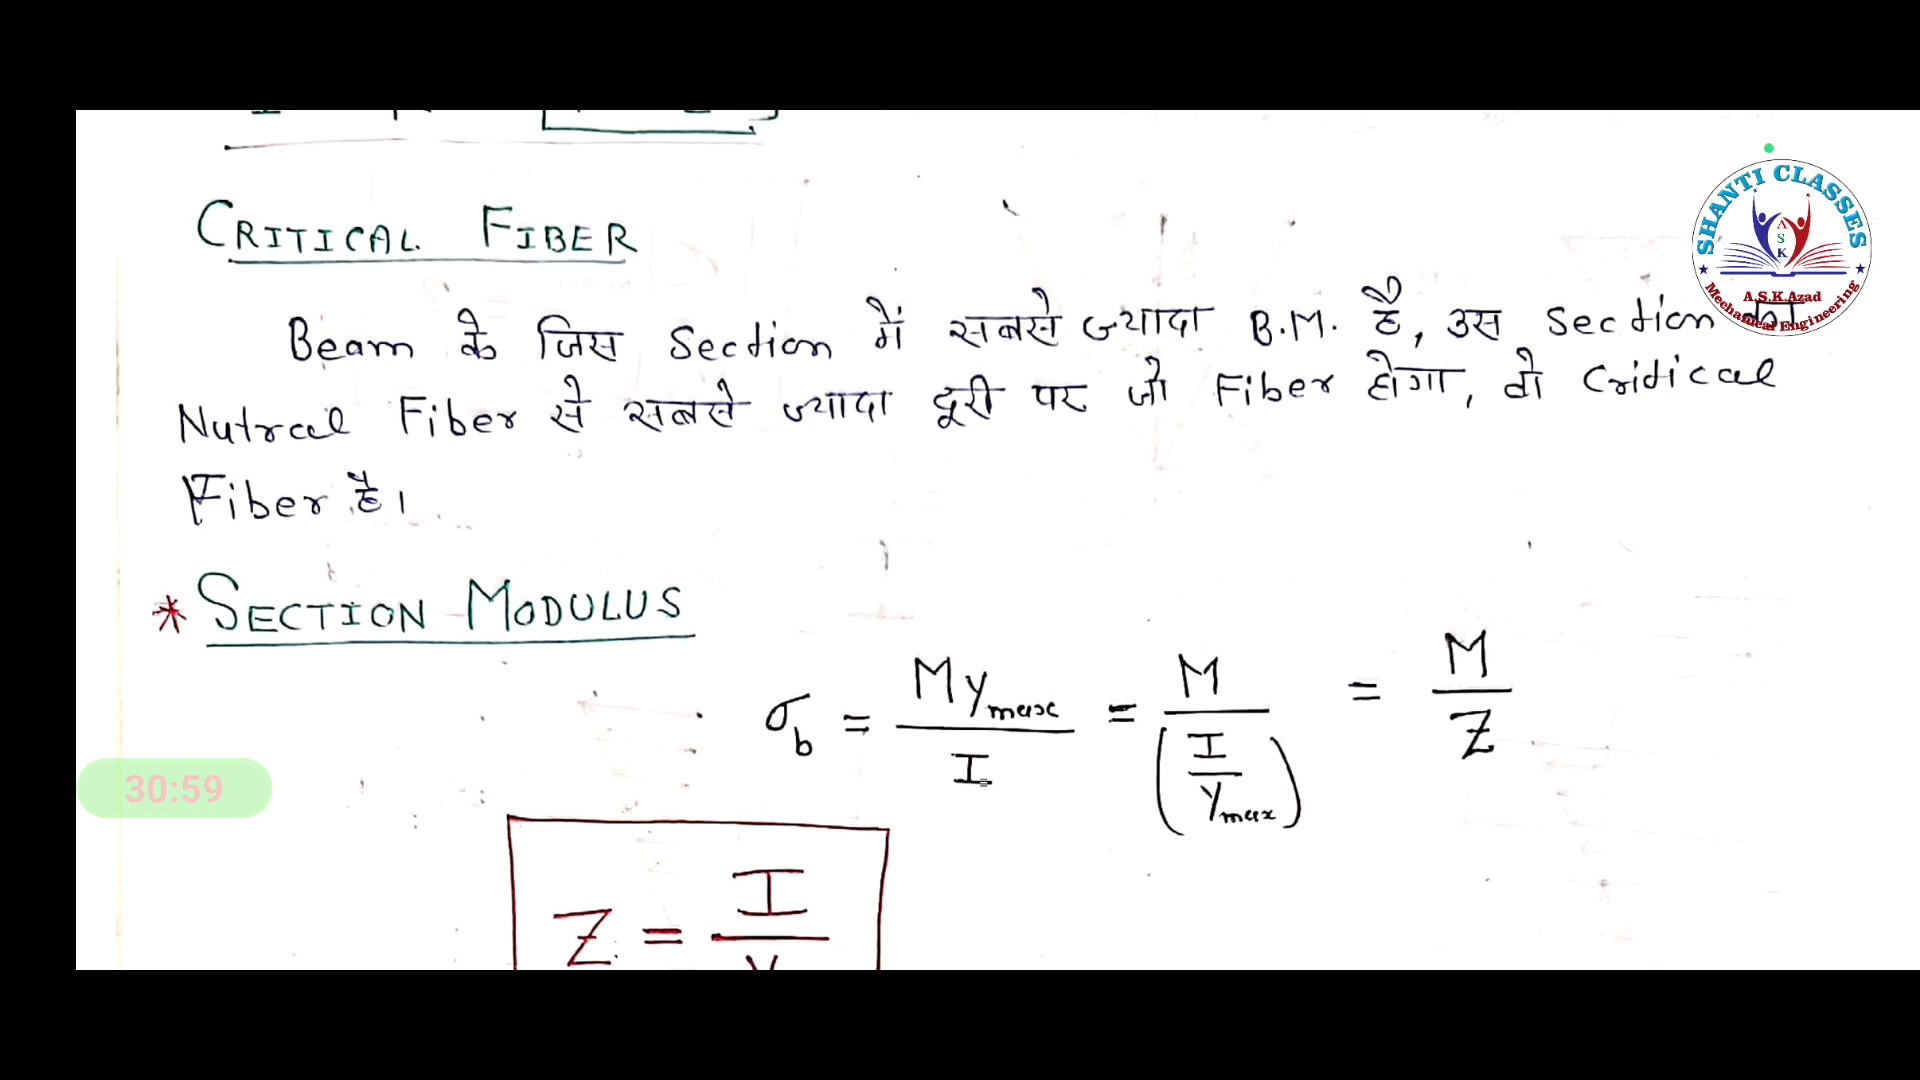 CRITICAL FIBER
Beam के जिस Section में सबसे ज्यादा B.M. है, उस Section का
Nutral Fiber से सबसे ज्यादा दूरी पर जो Fiber होगा, वो Critical
Fiber है।
* SECTION MODULUS
σb = M ymax / I = M / (I / Ymax) = M / Z
Z = I
30:59
SHANTI CLASSES
A
S
K
A.S.K.Azad
Mechanical Engineering